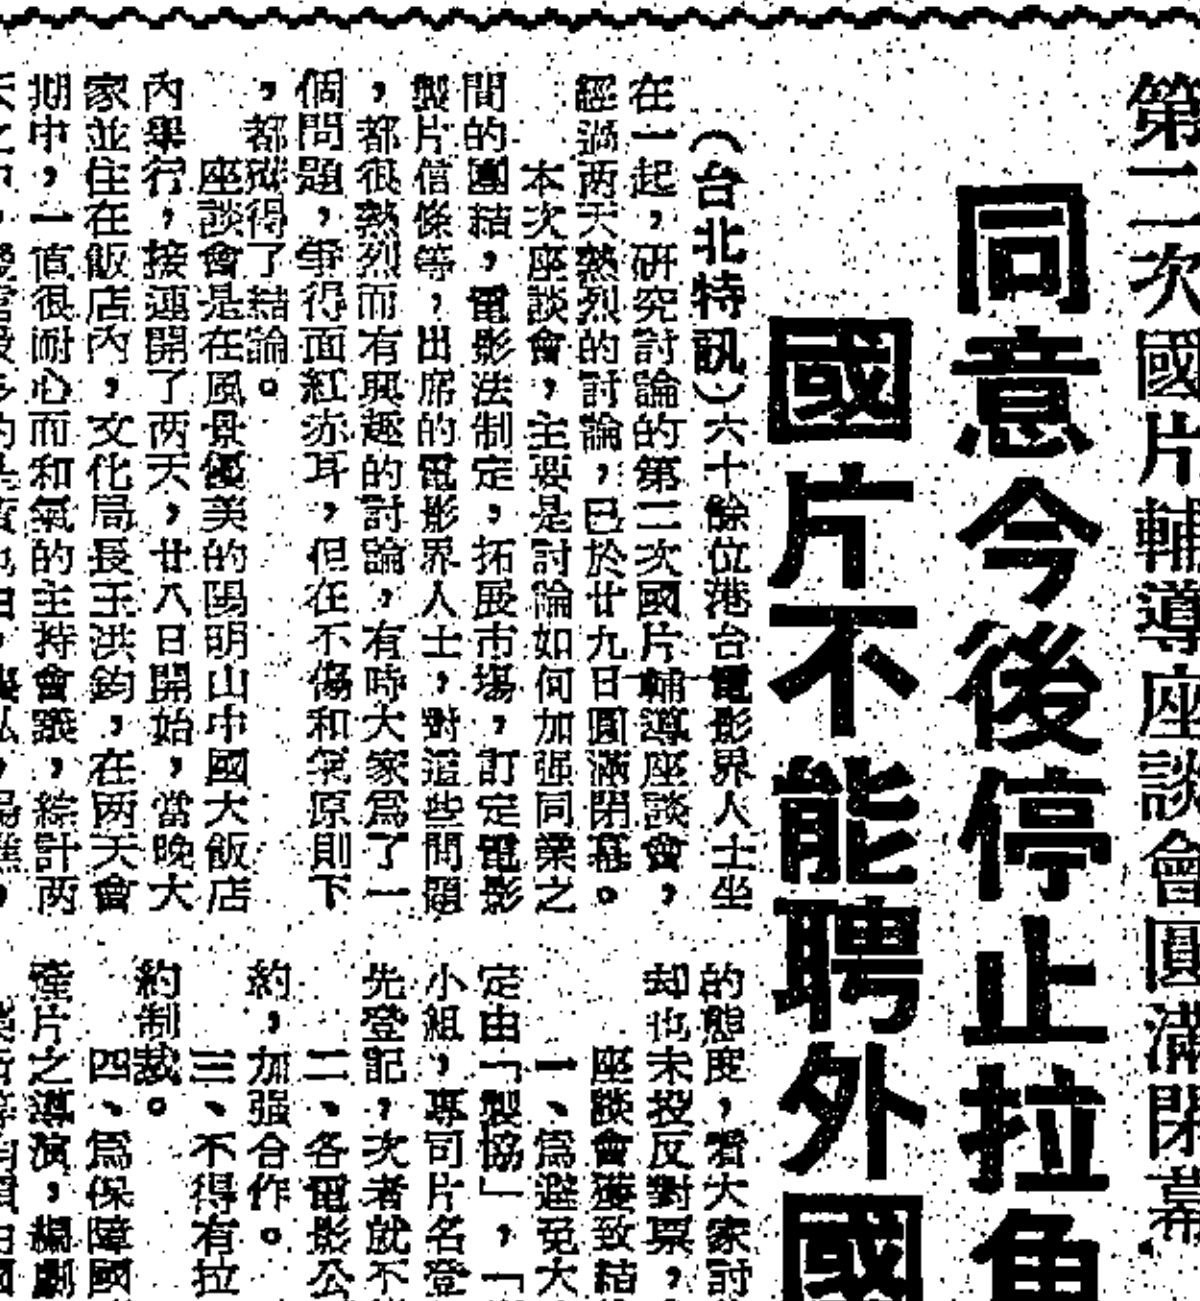 第二次國片輔導座談會圓滿閉幕
同意今後停止拉角
國片不能聘外國
（台北特訊）六十餘位港台電影界人士坐
在一起，研究討論的第二次國片輔導座談會，
經過两天熱烈的討論，已於廿九日圓滿閉幕。
本次座談會，主要是討論如何加强同業之
間的團結，電影法制定，拓展市場，訂定電影
製片信條等，出席的電影界人士，對這些問題
，都很熱烈而有興趣的討論，有時大家爲了一
個問題，爭得面紅赤耳，但在不傷和氣原則下
，都獲得了結論。
座談會是在風景優美的陽明山中國大飯店
內舉行，接連開了两天，廿八日開始，當晚大
家並住在飯店內，文化局長王洪鈞，在两天會
期中，一直很耐心而和氣的主持會議，綜計两
天之中，
的態度，看大家討
却也未投反對票，
座談會獲致結
一、爲避免大
定由「製協」，「
小組，專司片名登
先登記，次者就不
二、各電影公
約，加强合作。
三、不得有拉
約制裁。
四、爲保障國
產片之導演，編劇